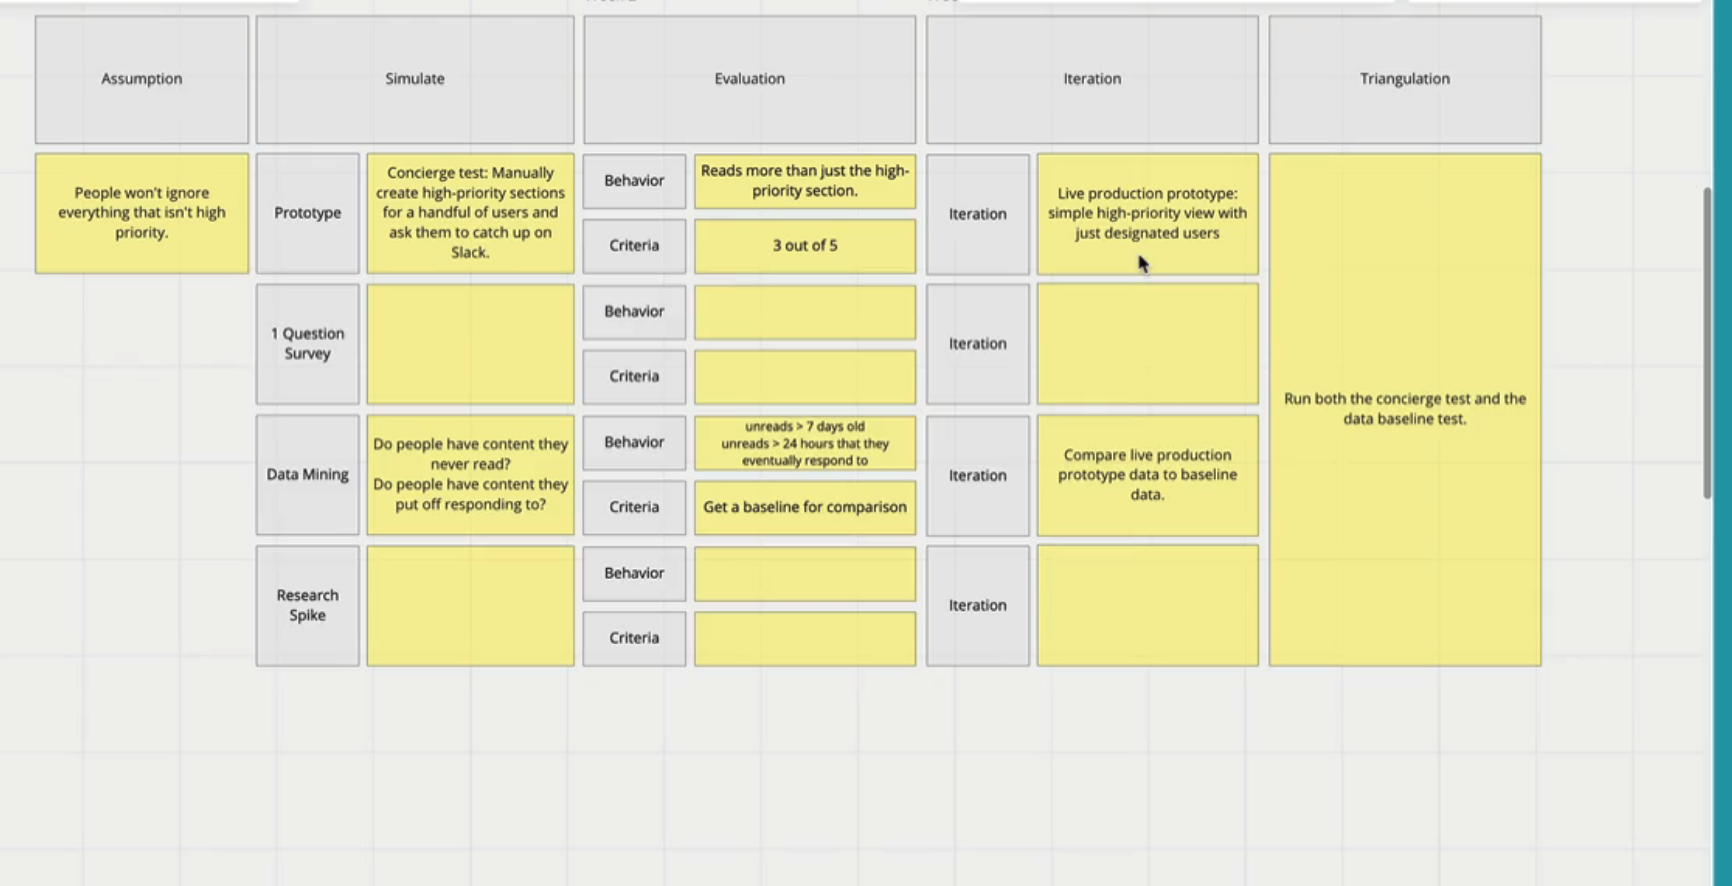 Assumption
Simulate
Evaluation
Iteration
Triangulation
People won't ignore
everything that isn't high
priority.
Prototype
Concierge test: Manually
create high-priority sections
for a handful of users and
ask them to catch up on
Slack.
Behavior
Reads more than just the high-
priority section.
Criteria
3 out of 5
Iteration
Live production prototype:
simple high-priority view with
just designated users
Run both the concierge test and the
data baseline test.
1 Question
Survey
Behavior
Criteria
Iteration
Data Mining
Do people have content they
never read?
Do people have content they
put off responding to?
Behavior
unreads > 7 days old
unreads > 24 hours that they
eventually respond to
Criteria
Get a baseline for comparison
Iteration
Compare live production
prototype data to baseline
data.
Research
Spike
Behavior
Criteria
Iteration